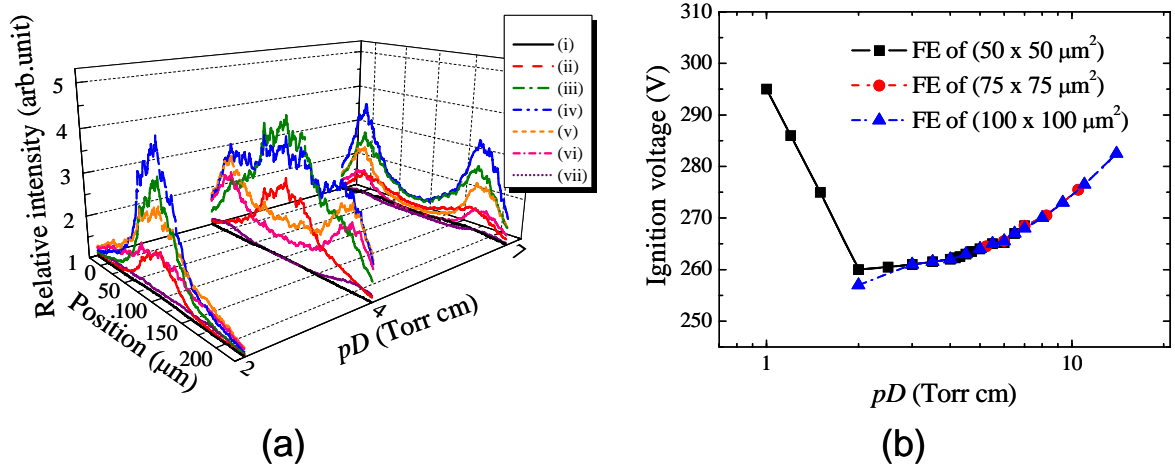 Relative intensity (arb.unit)
5
4
3
2
1
0
50
100
150
200
Position (μm)
2
4
7
pD (Torr cm)
(i)
(ii)
(iii)
(iv)
(v)
(vi)
(vii)
(a)
Ignition voltage (V)
310
300
290
280
270
260
250
FE of (50 x 50 μm²)
FE of (75 x 75 μm²)
FE of (100 x 100 μm²)
1
10
pD (Torr cm)
(b)